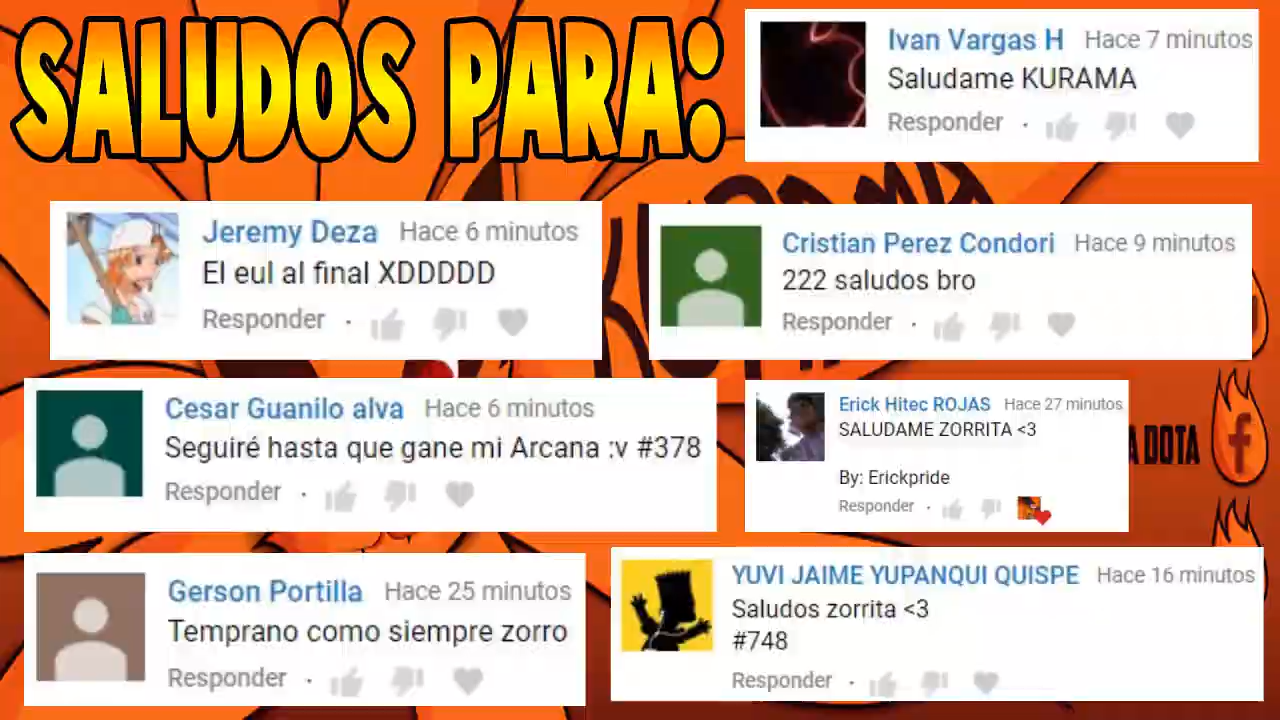 SALUDOS PARA:
Ivan Vargas H Hace 7 minutos
Saludame KURAMA
Responder ·
Jeremy Deza Hace 6 minutos
El eul al final XDDDDD
Responder ·
Cristian Perez Condori Hace 9 minutos
222 saludos bro
Responder ·
Cesar Guanilo alva Hace 6 minutos
Seguiré hasta que gane mi Arcana :v #378
Responder ·
Erick Hitec ROJAS Hace 27 minutos
SALUDAME ZORRITA <3
By: Erickpride
Responder ·
DOTA
f
Gerson Portilla Hace 25 minutos
Temprano como siempre zorro
Responder ·
YUVI JAIME YUPANQUI QUISPE Hace 16 minutos
Saludos zorrita <3
#748
Responder ·